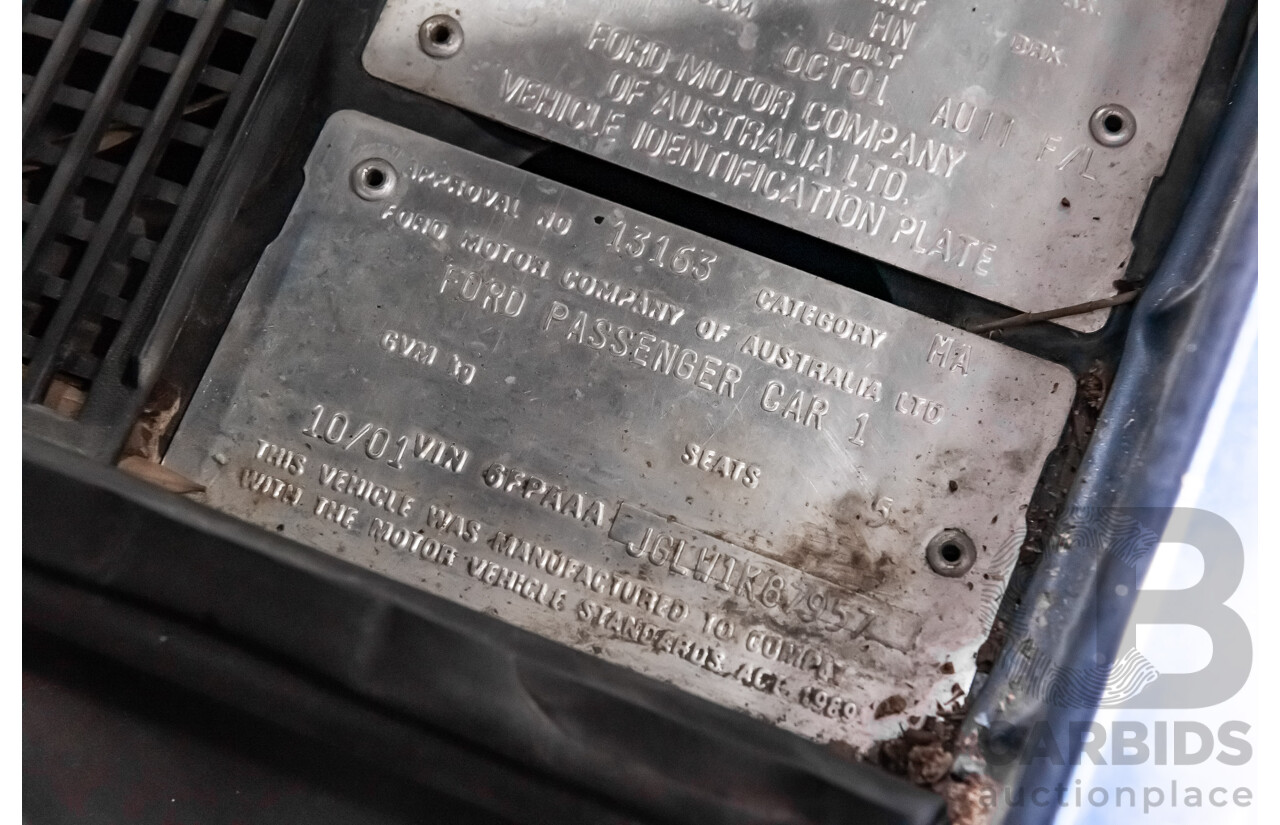 HN
BUILT BRX
OCT01 AU11 F/L
FORD MOTOR COMPANY
OF AUSTRALIA LTD.
VEHICLE IDENTIFICATION PLATE
APPROVAL NO 13163 CATEGORY MA
FORD MOTOR COMPANY OF AUSTRALIA LTD
FORD PASSENGER CAR 1
GVM SEATS 5
10/01 VIN 6FPAAA JGLW1K87957
THIS VEHICLE WAS MANUFACTURED TO COMPLY
WITH THE MOTOR VEHICLE STANDARDS ACT 1989
B
CARBIDS
auctionplace